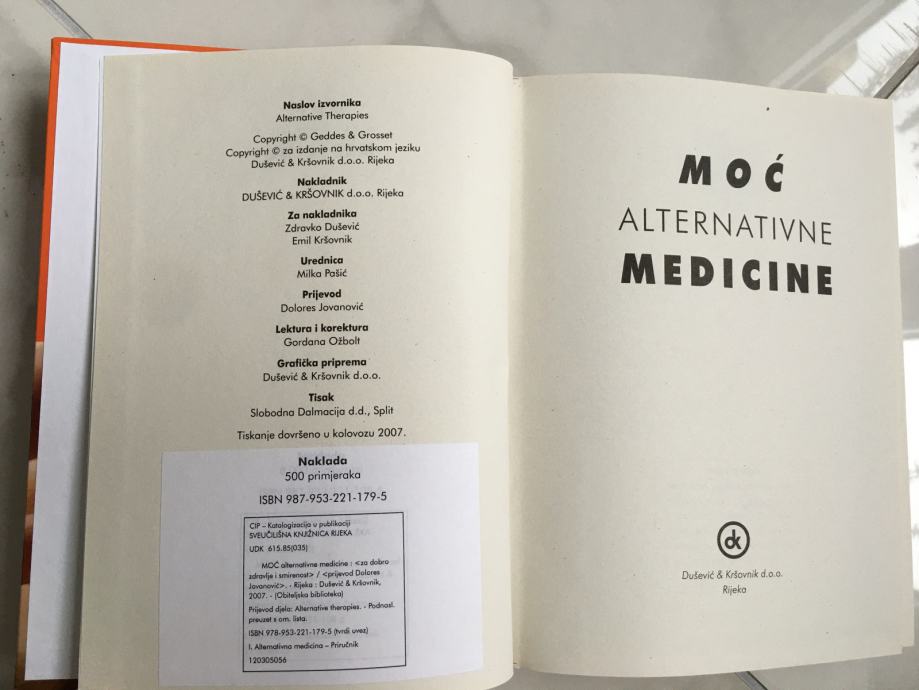 Naslov izvornika
Alternative Therapies
Copyright © Geddes & Grosset
Copyright © za izdanje na hrvatskom jeziku
Dušević & Kršovnik d.o.o. Rijeka
Nakladnik
DUŠEVIĆ & KRŠOVNIK d.o.o. Rijeka
Za nakladnika
Zdravko Dušević
Emil Kršovnik
Urednica
Milka Pašić
Prijevod
Dolores Jovanović
Lektura i korektura
Gordana Ožbolt
Grafička priprema
Dušević & Kršovnik d.o.o.
Tisak
Slobodna Dalmacija d.d., Split
Tiskanje dovršeno u kolovozu 2007.
Naklada
500 primjeraka
ISBN 987-953-221-179-5
CIP – Katalogizacija u publikaciji
SVEUČILIŠNA KNJIŽNICA RIJEKA
UDK 615.85(035)
MOĆ alternativne medicine : <za dobro
zdravlje i smirenost> / <prijevod Dolores
Jovanović>. - Rijeka : Dušević & Kršovnik,
2007. - (Obiteljska biblioteka)
Prijevod djela: Alternative therapies. - Podnasl.
preuzet s om. lista.
ISBN 978-953-221-179-5 (tvrdi uvez)
I. Alternativna medicina – Priručnik
120305056
MOĆ
ALTERNATIVNE
MEDICINE
dk
Dušević & Kršovnik d.o.o.
Rijeka